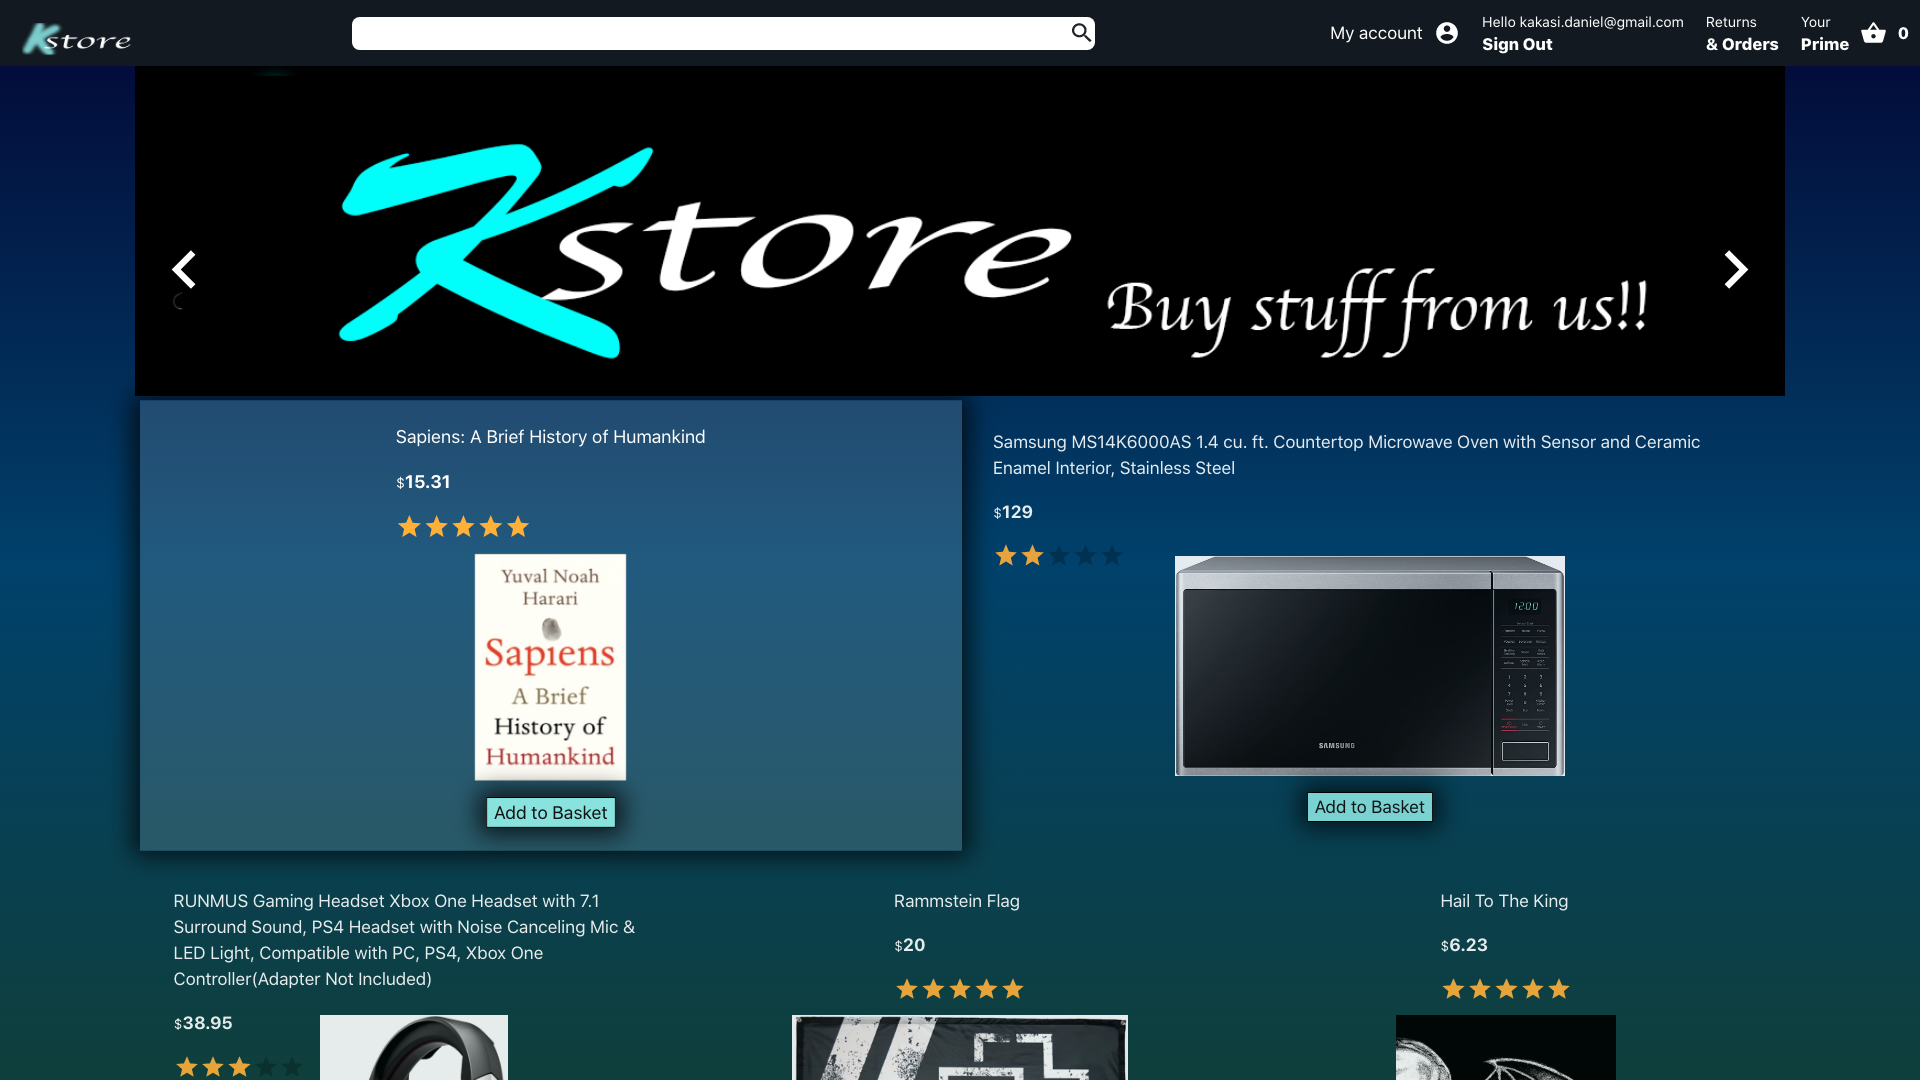 Kstore
My account
Hello kakasi.daniel@gmail.com
Sign Out
Returns
& Orders
Your
Prime
0
Kstore
Buy stuff from us!!
Sapiens: A Brief History of Humankind
$15.31
Yuval Noah
Harari
Sapiens
A Brief
History of
Humankind
Add to Basket
Samsung MS14K6000AS 1.4 cu. ft. Countertop Microwave Oven with Sensor and Ceramic
Enamel Interior, Stainless Steel
$129
12:00
SAMSUNG
Add to Basket
RUNMUS Gaming Headset Xbox One Headset with 7.1
Surround Sound, PS4 Headset with Noise Canceling Mic &
LED Light, Compatible with PC, PS4, Xbox One
Controller(Adapter Not Included)
$38.95
Rammstein Flag
$20
Hail To The King
$6.23